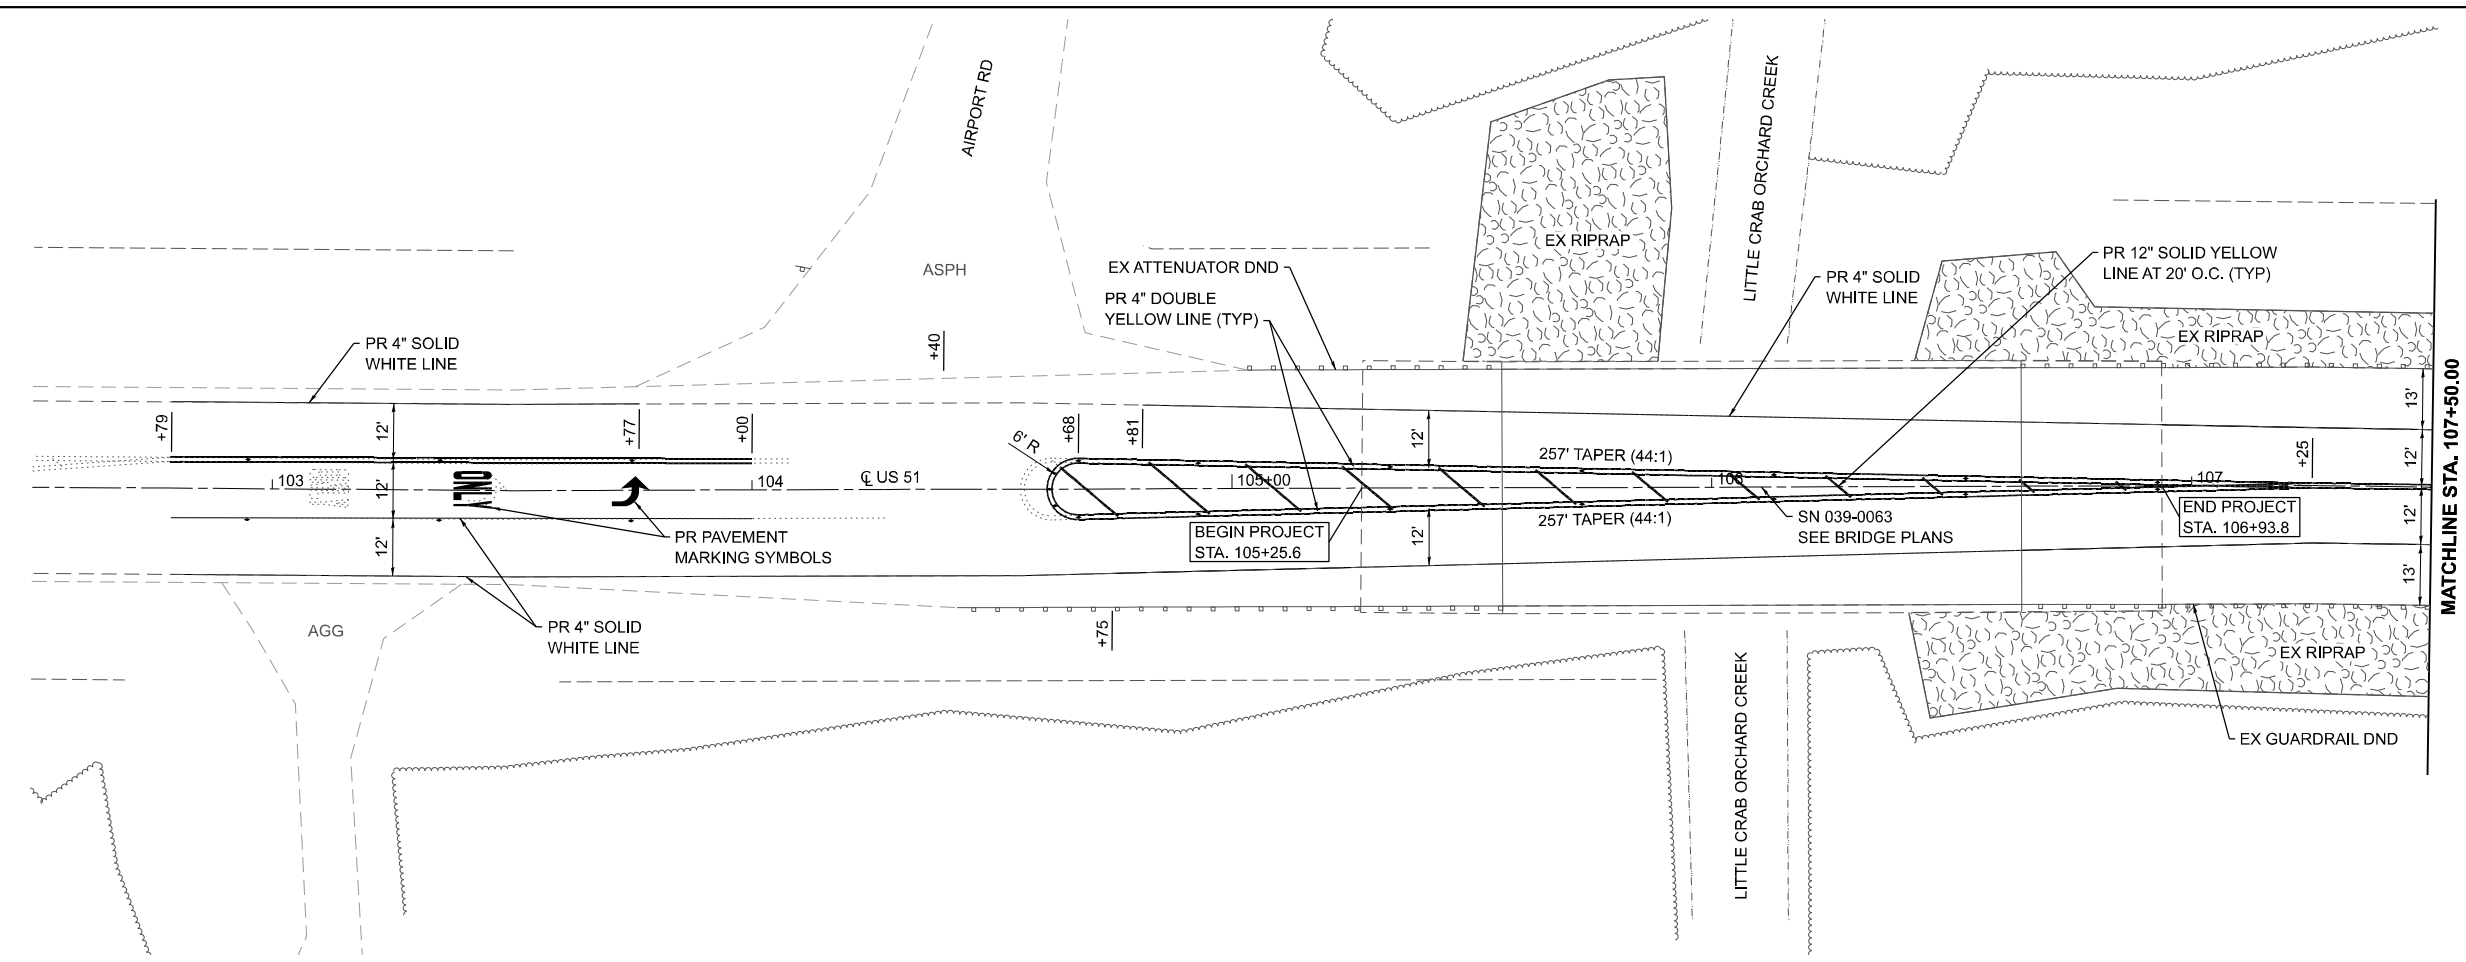 AIRPORT RD
LITTLE CRAB ORCHARD CREEK
EX RIPRAP
ASPH
EX ATTENUATOR DND
PR 4" DOUBLE
YELLOW LINE (TYP)
PR 4" SOLID
WHITE LINE
PR 12" SOLID YELLOW
LINE AT 20' O.C. (TYP)
EX RIPRAP
PR 4" SOLID
WHITE LINE
+40
+79
12'
+77
+00
6' R
+68
+81
12'
257' TAPER (44:1)
+25
13'
12'
MATCHLINE STA. 107+50.00
103
ONLY
104
℄ US 51
105+00
106
107
12'
12'
PR PAVEMENT
MARKING SYMBOLS
BEGIN PROJECT
STA. 105+25.6
12'
257' TAPER (44:1)
SN 039-0063
SEE BRIDGE PLANS
END PROJECT
STA. 106+93.8
12'
13'
AGG
PR 4" SOLID
WHITE LINE
+75
LITTLE CRAB ORCHARD CREEK
EX RIPRAP
EX GUARDRAIL DND